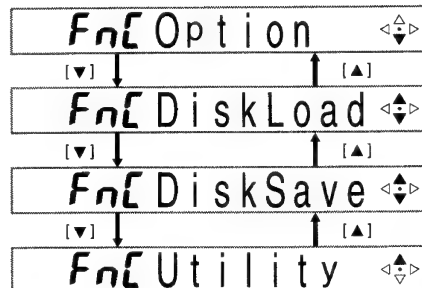 FnC Option
[▼] [▲]
FnC DiskLoad
[▼] [▲]
FnC DiskSave
[▼] [▲]
FnC Utility